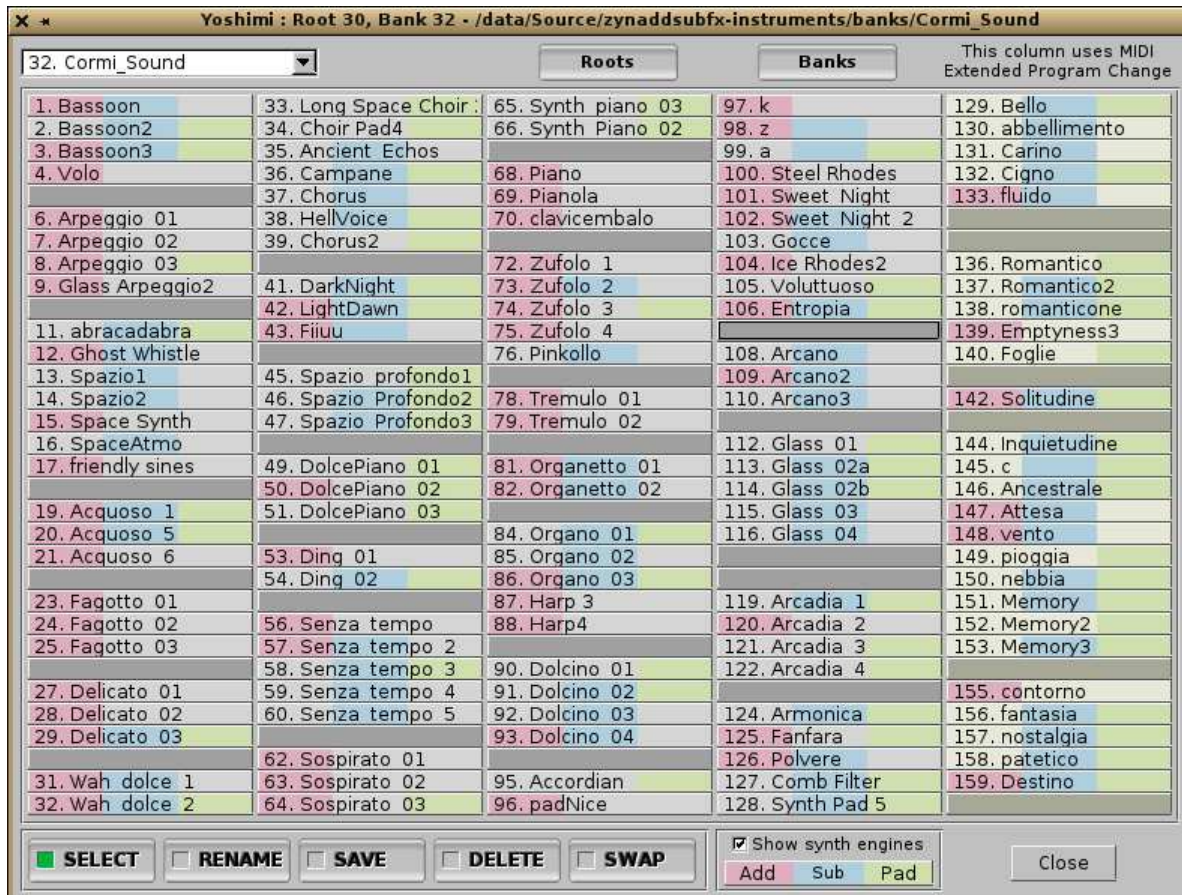 Yoshimi : Root 30, Bank 32 - /data/Source/zynaddsubfx-instruments/banks/Cormi_Sound
32. Cormi_Sound
Roots
Banks
This column uses MIDI
Extended Program Change
1. Bassoon
2. Bassoon2
3. Bassoon3
4. Volo
6. Arpeggio 01
7. Arpeggio 02
8. Arpeggio 03
9. Glass Arpeggio2
11. abracadabra
12. Ghost Whistle
13. Spazio1
14. Spazio2
15. Space Synth
16. SpaceAtmo
17. friendly sines
19. Acquoso 1
20. Acquoso 5
21. Acquoso 6
23. Fagotto 01
24. Fagotto 02
25. Fagotto 03
27. Delicato 01
28. Delicato 02
29. Delicato 03
31. Wah dolce 1
32. Wah dolce 2
33. Long Space Choir
34. Choir Pad4
35. Ancient Echos
36. Campane
37. Chorus
38. HellVoice
39. Chorus2
41. DarkNight
42. LightDawn
43. Fiiuu
45. Spazio profondo1
46. Spazio Profondo2
47. Spazio Profondo3
49. DolcePiano 01
50. DolcePiano 02
51. DolcePiano 03
53. Ding 01
54. Ding 02
56. Senza tempo
57. Senza tempo 2
58. Senza tempo 3
59. Senza tempo 4
60. Senza tempo 5
62. Sospirato 01
63. Sospirato 02
64. Sospirato 03
65. Synth piano 03
66. Synth Piano 02
68. Piano
69. Pianola
70. clavicembalo
72. Zufolo 1
73. Zufolo 2
74. Zufolo 3
75. Zufolo 4
76. Pinkollo
78. Tremulo 01
79. Tremulo 02
81. Organetto 01
82. Organetto 02
84. Organo 01
85. Organo 02
86. Organo 03
87. Harp 3
88. Harp4
90. Dolcino 01
91. Dolcino 02
92. Dolcino 03
93. Dolcino 04
95. Accordian
96. padNice
97. k
98. z
99. a
100. Steel Rhodes
101. Sweet Night
102. Sweet Night 2
103. Gocce
104. Ice Rhodes2
105. Voluttuoso
106. Entropia
108. Arcano
109. Arcano2
110. Arcano3
112. Glass 01
113. Glass 02a
114. Glass 02b
115. Glass 03
116. Glass 04
119. Arcadia 1
120. Arcadia 2
121. Arcadia 3
122. Arcadia 4
124. Armonica
125. Fanfara
126. Polvere
127. Comb Filter
128. Synth Pad 5
129. Bello
130. abbellimento
131. Carino
132. Cigno
133. fluido
136. Romantico
137. Romantico2
138. romanticone
139. Emptyness3
140. Foglie
142. Solitudine
144. Inquietudine
145. c
146. Ancestrale
147. Attesa
148. vento
149. pioggia
150. nebbia
151. Memory
152. Memory2
153. Memory3
155. contorno
156. fantasia
157. nostalgia
158. patetico
159. Destino
SELECT
RENAME
SAVE
DELETE
SWAP
Show synth engines
Add Sub Pad
Close